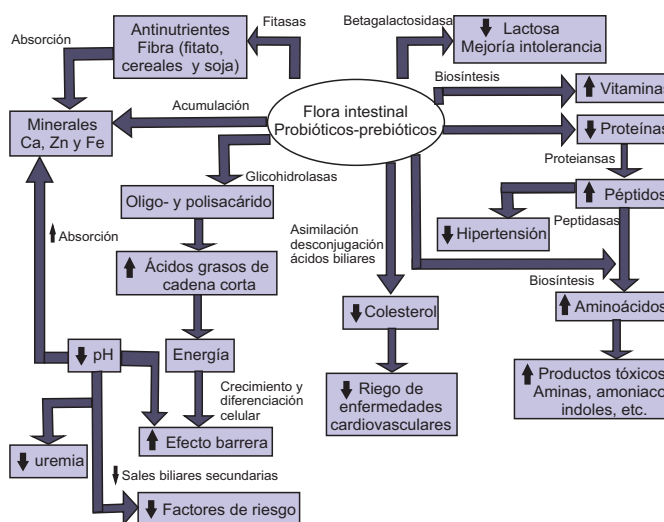 Absorción
Antinutrientes
Fibra (fitato,
cereales y soja)
Fitasas
Betagalactosidasa
Lactosa
Mejoría intolerancia
Biosíntesis
Vitaminas
Acumulación
Minerales
Ca, Zn y Fe
Flora intestinal
Probióticos-prebióticos
Proteínas
Proteiansas
Glicohidrolasas
Oligo- y polisacárido
Péptidos
Peptidasas
Hipertensión
Absorción
Asimilación
desconjugación
ácidos biliares
Ácidos grasos de
cadena corta
Biosíntesis
Aminoácidos
Colesterol
pH
Energía
Productos tóxicos
Aminas, amoniaco
indoles, etc.
Riego de
enfermedades
cardiovasculares
Crecimiento y
diferenciación
celular
Efecto barrera
uremia
Sales biliares secundarias
Factores de riesgo